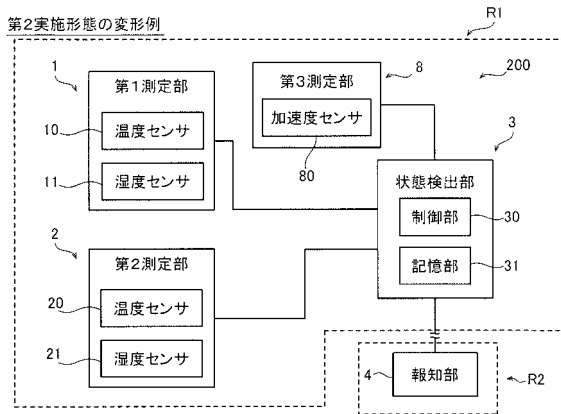 第2実施形態の変形例
R1
1
第1測定部
10
温度センサ
11
湿度センサ
第3測定部
8
加速度センサ
80
200
3
状態検出部
制御部
30
記憶部
31
2
第2測定部
20
温度センサ
21
湿度センサ
4
報知部
R2